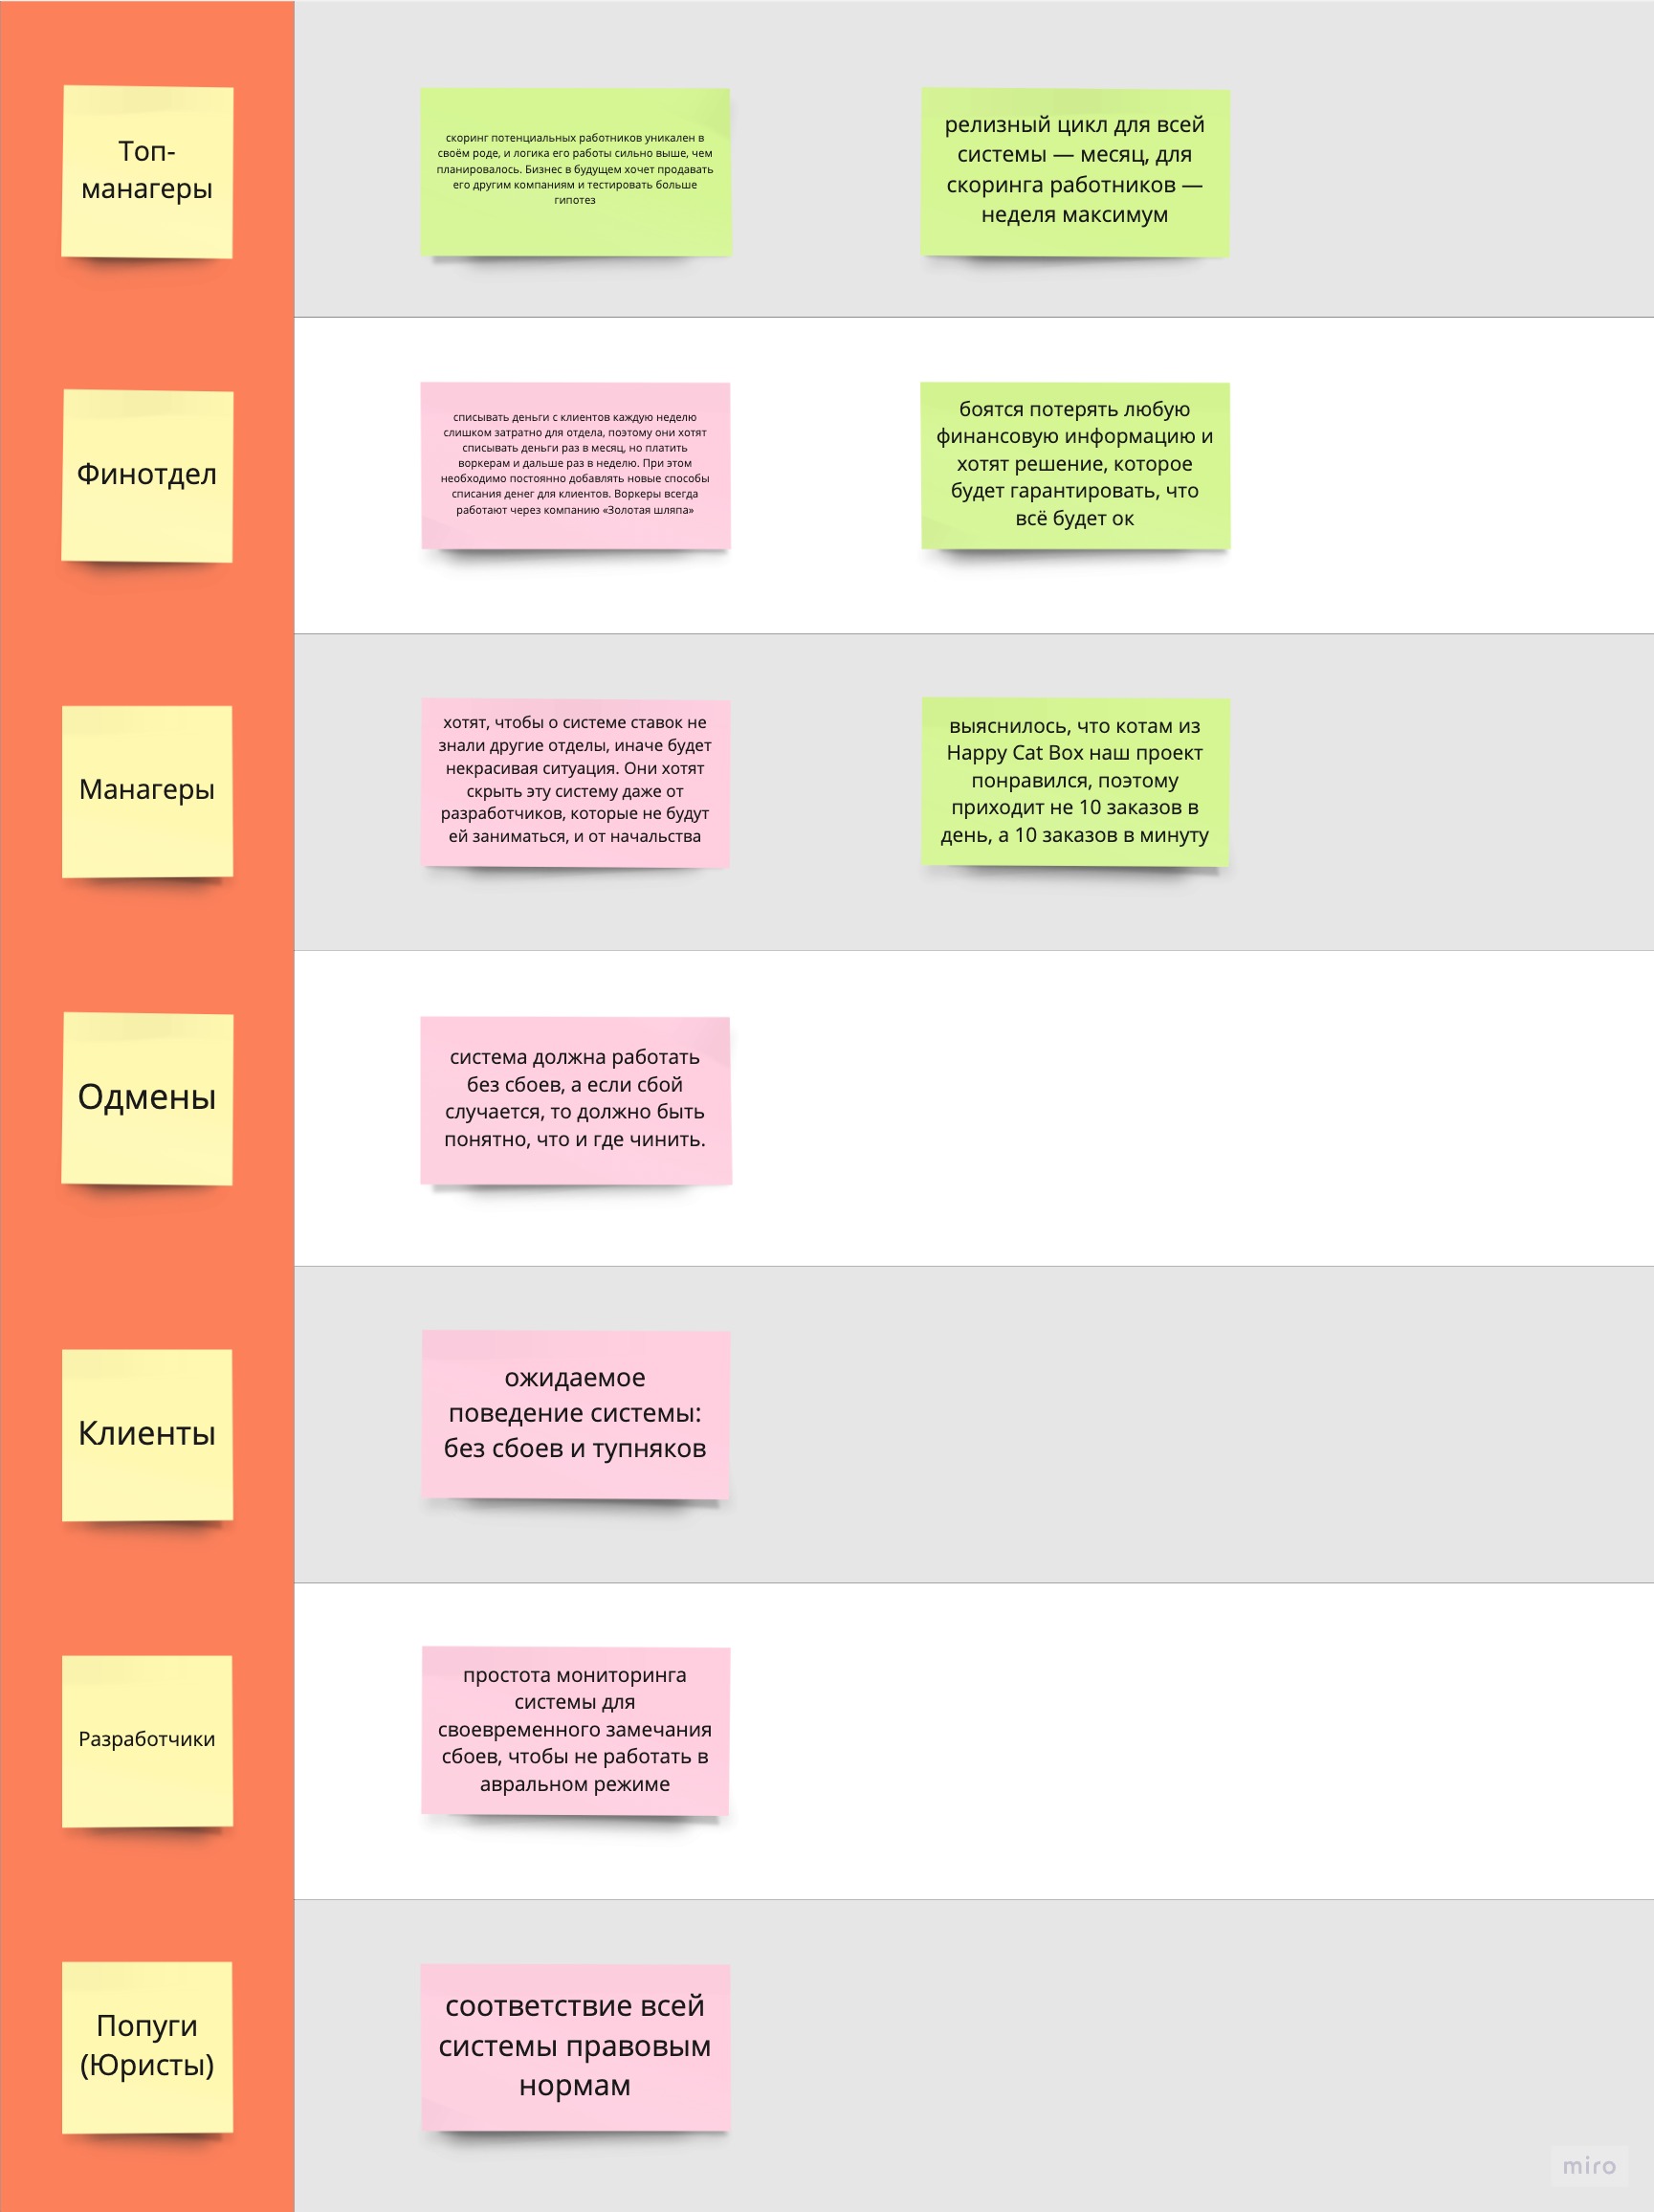 Топ-
манагеры
скоринг потенциальных работников уникален в
своём роде, и логика его работы сильно выше, чем
планировалось. Бизнес в будущем хочет продавать
его другим компаниям и тестировать больше
гипотез
релизный цикл для всей
системы — месяц, для
скоринга работников —
неделя максимум
Финотдел
списывать деньги с клиентов каждую неделю
слишком затратно для отдела, поэтому они хотят
списывать деньги раз в месяц, но платить
воркерам и дальше раз в неделю. При этом
необходимо постоянно добавлять новые способы
списания денег для клиентов. Воркеры всегда
работают через компанию «Золотая шляпа»
боятся потерять любую
финансовую информацию и
хотят решение, которое
будет гарантировать, что
всё будет ок
Манагеры
хотят, чтобы о системе ставок не
знали другие отделы, иначе будет
некрасивая ситуация. Они хотят
скрыть эту систему даже от
разработчиков, которые не будут
ей заниматься, и от начальства
выяснилось, что котам из
Happy Cat Box наш проект
понравился, поэтому
приходит не 10 заказов в
день, а 10 заказов в минуту
Одмены
система должна работать
без сбоев, а если сбой
случается, то должно быть
понятно, что и где чинить.
Клиенты
ожидаемое
поведение системы:
без сбоев и тупняков
Разработчики
простота мониторинга
системы для
своевременного замечания
сбоев, чтобы не работать в
авральном режиме
Попуги
(Юристы)
соответствие всей
системы правовым
нормам
miro